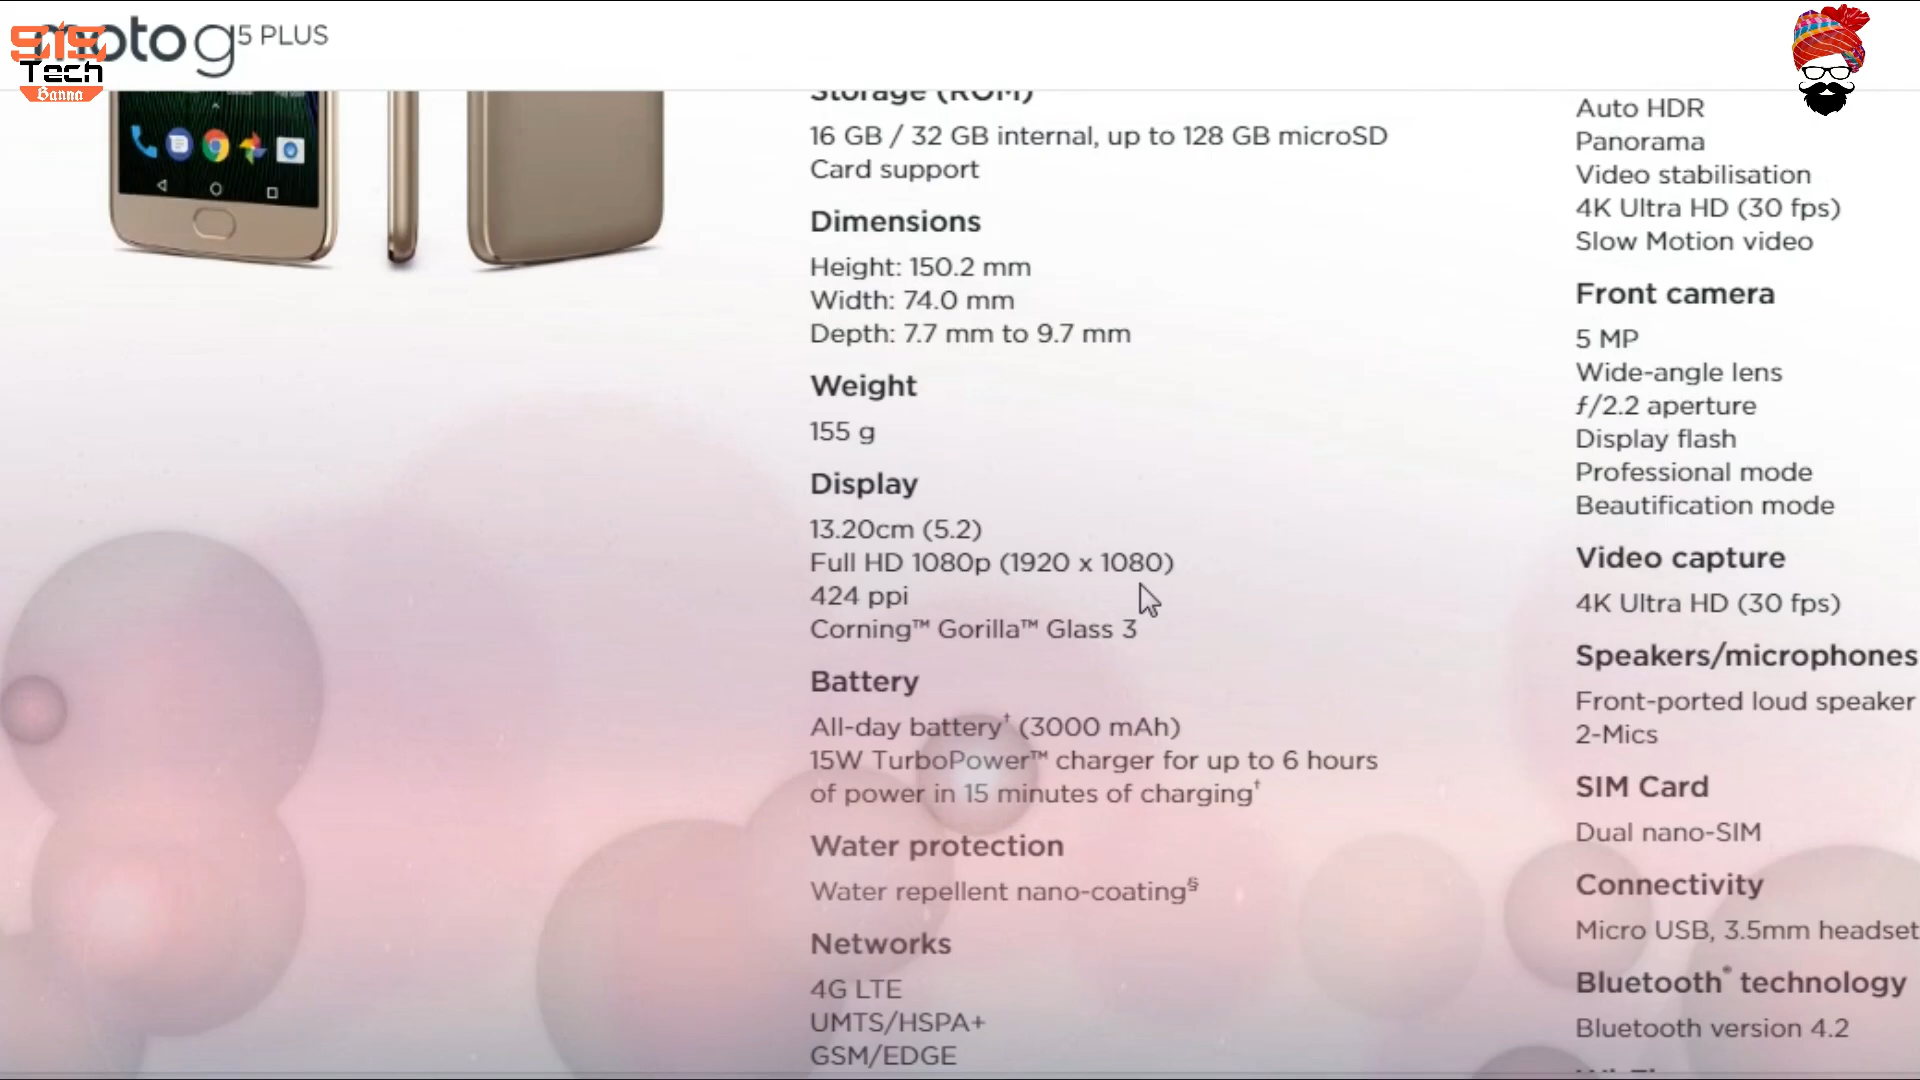 moto g5 PLUS
STS
Tech
Banna
Storage (ROM)
16 GB / 32 GB internal, up to 128 GB microSD
Card support
Dimensions
Height: 150.2 mm
Width: 74.0 mm
Depth: 7.7 mm to 9.7 mm
Weight
155 g
Display
13.20cm (5.2)
Full HD 1080p (1920 x 1080)
424 ppi
Corning™ Gorilla™ Glass 3
Battery
All-day battery† (3000 mAh)
15W TurboPower™ charger for up to 6 hours
of power in 15 minutes of charging†
Water protection
Water repellent nano-coating§
Networks
4G LTE
UMTS/HSPA+
GSM/EDGE
Auto HDR
Panorama
Video stabilisation
4K Ultra HD (30 fps)
Slow Motion video
Front camera
5 MP
Wide-angle lens
ƒ/2.2 aperture
Display flash
Professional mode
Beautification mode
Video capture
4K Ultra HD (30 fps)
Speakers/microphones
Front-ported loud speaker
2-Mics
SIM Card
Dual nano-SIM
Connectivity
Micro USB, 3.5mm headset
Bluetooth® technology
Bluetooth version 4.2